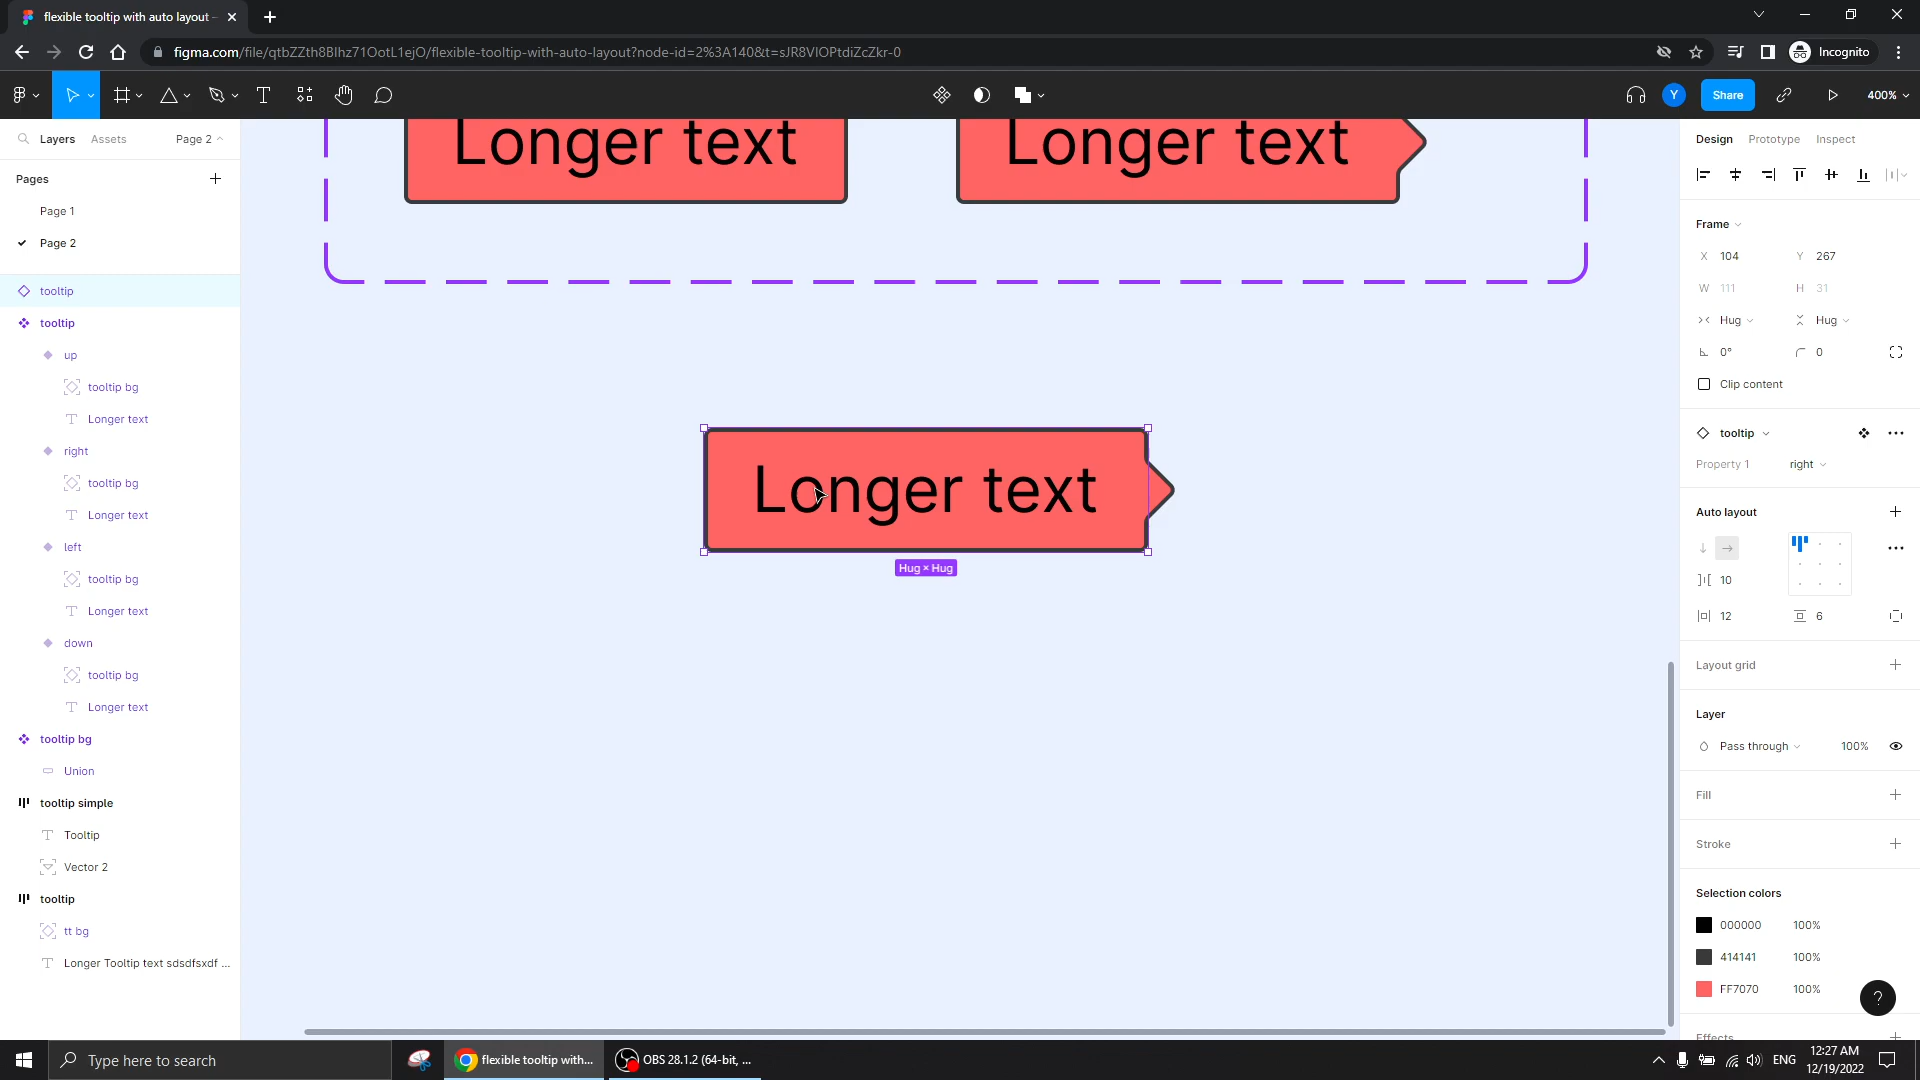 flexible tooltip with auto layout -
figma.com/file/qtbZZth8Blhz71OotL1ejO/flexible-tooltip-with-auto-layout?node-id=2%3A140&t=sJR8VIOPtdiZcZkr-0
Incognito
Y
Share
400%
Layers
Assets
Page 2
Pages
Page 1
Page 2
tooltip
tooltip
up
tooltip bg
Longer text
right
tooltip bg
Longer text
left
tooltip bg
Longer text
down
tooltip bg
Longer text
tooltip bg
Union
tooltip simple
Tooltip
Vector 2
tooltip
tt bg
Longer Tooltip text sdsdfsxdf ...
Longer text
Longer text
Longer text
Hug × Hug
Design
Prototype
Inspect
Frame
X 104
Y 267
W 111
H 31
Hug
Hug
0°
0
Clip content
tooltip
Property 1
right
Auto layout
10
12
6
Layout grid
Layer
Pass through
100%
Fill
Stroke
Selection colors
000000 100%
414141 100%
FF7070 100%
Effects
?
Type here to search
flexible tooltip with...
OBS 28.1.2 (64-bit, ...
ENG
12:27 AM
12/19/2022